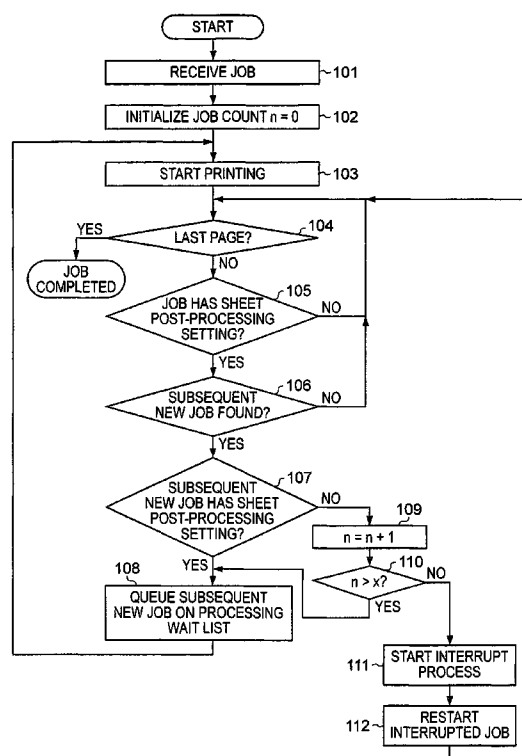 START
RECEIVE JOB
101
INITIALIZE JOB COUNT n = 0
102
START PRINTING
103
LAST PAGE?
104
YES
NO
JOB
COMPLETED
JOB HAS SHEET
POST-PROCESSING
SETTING?
105
NO
YES
SUBSEQUENT
NEW JOB FOUND?
106
NO
YES
SUBSEQUENT
NEW JOB HAS SHEET
POST-PROCESSING
SETTING?
107
NO
YES
109
n = n + 1
n > x?
110
NO
YES
108
QUEUE SUBSEQUENT
NEW JOB ON PROCESSING
WAIT LIST
111
START INTERRUPT
PROCESS
112
RESTART
INTERRUPTED JOB